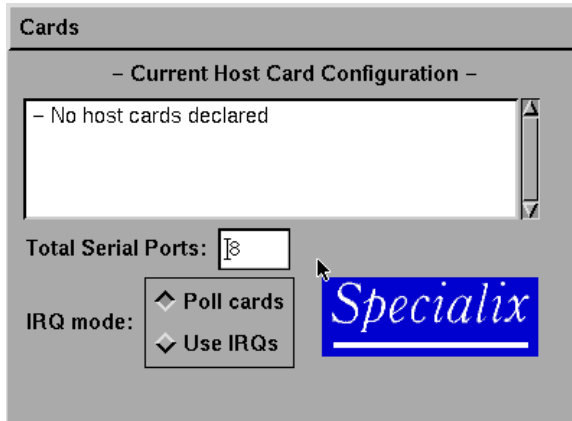 Cards
– Current Host Card Configuration –
– No host cards declared
Total Serial Ports: 8
IRQ mode:
Poll cards
Use IRQs
Specialix